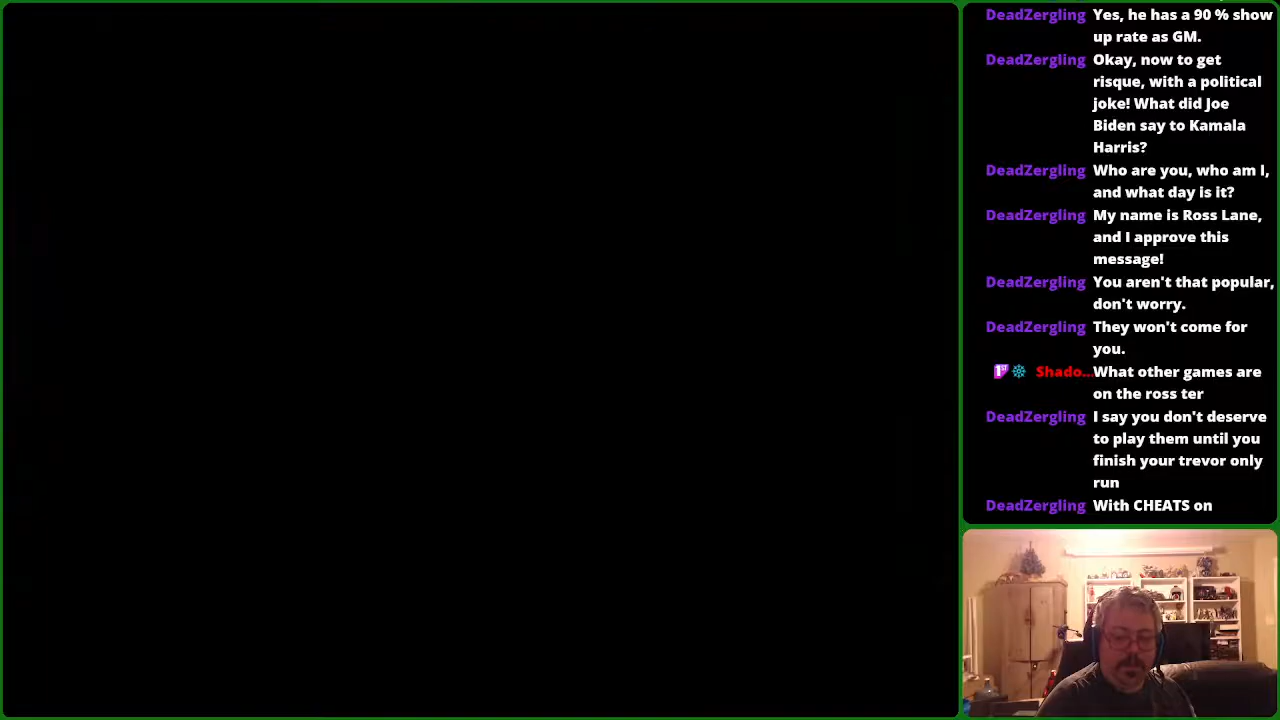 DeadZergling Yes, he has a 90 % show
up rate as GM.
DeadZergling Okay, now to get
risque, with a political
joke! What did Joe
Biden say to Kamala
Harris?
DeadZergling Who are you, who am I,
and what day is it?
DeadZergling My name is Ross Lane,
and I approve this
message!
DeadZergling You aren't that popular,
don't worry.
DeadZergling They won't come for
you.
1ST Shado... What other games are
on the ross ter
DeadZergling I say you don't deserve
to play them until you
finish your trevor only
run
DeadZergling With CHEATS on